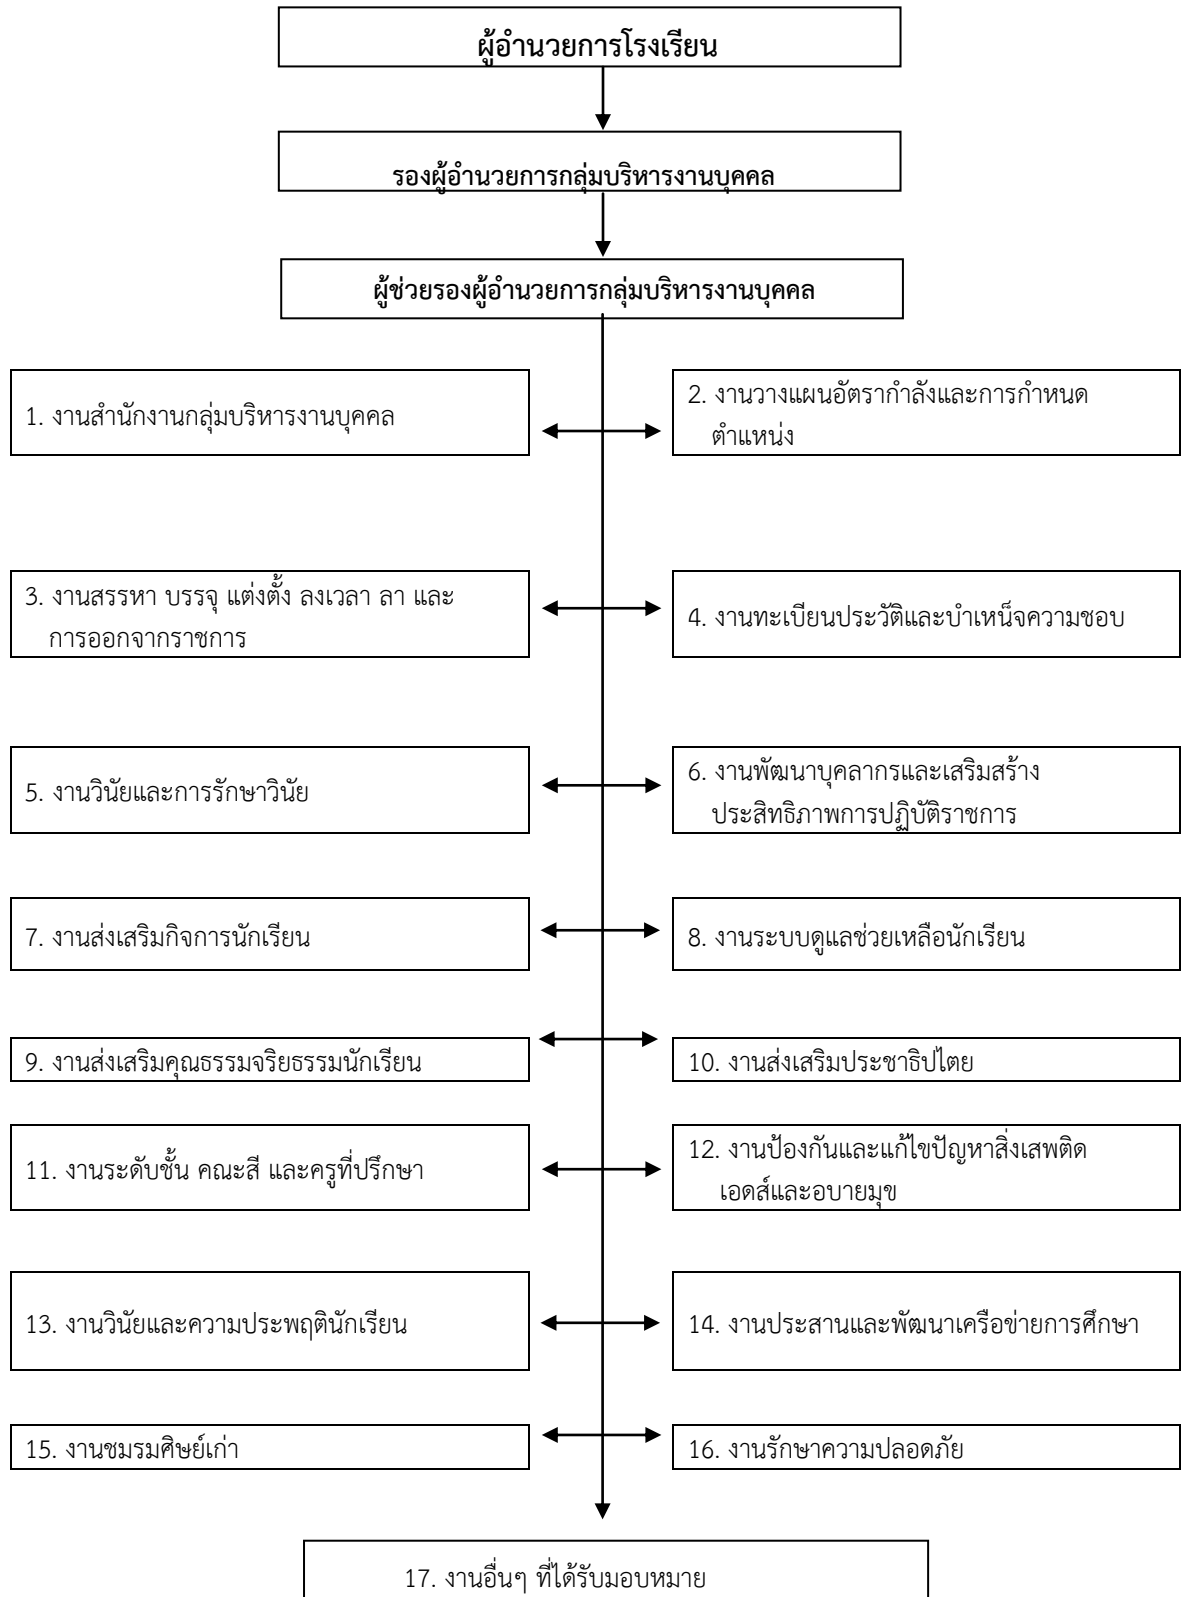 ผู้อำนวยการโรงเรียน
รองผู้อำนวยการกลุ่มบริหารงานบุคคล
ผู้ช่วยรองผู้อำนวยการกลุ่มบริหารงานบุคคล
1. งานสำนักงานกลุ่มบริหารงานบุคคล
2. งานวางแผนอัตรากำลังและการกำหนด
ตำแหน่ง
3. งานสรรหา บรรจุ แต่งตั้ง ลงเวลา ลา และ
การออกจากราชการ
4. งานทะเบียนประวัติและบำเหน็จความชอบ
5. งานวินัยและการรักษาวินัย
6. งานพัฒนาบุคลากรและเสริมสร้าง
ประสิทธิภาพการปฏิบัติราชการ
7. งานส่งเสริมกิจการนักเรียน
8. งานระบบดูแลช่วยเหลือนักเรียน
9. งานส่งเสริมคุณธรรมจริยธรรมนักเรียน
10. งานส่งเสริมประชาธิปไตย
11. งานระดับชั้น คณะสี และครูที่ปรึกษา
12. งานป้องกันและแก้ไขปัญหาสิ่งเสพติด
เอดส์และอบายมุข
13. งานวินัยและความประพฤตินักเรียน
14. งานประสานและพัฒนาเครือข่ายการศึกษา
15. งานชมรมศิษย์เก่า
16. งานรักษาความปลอดภัย
17. งานอื่นๆ ที่ได้รับมอบหมาย